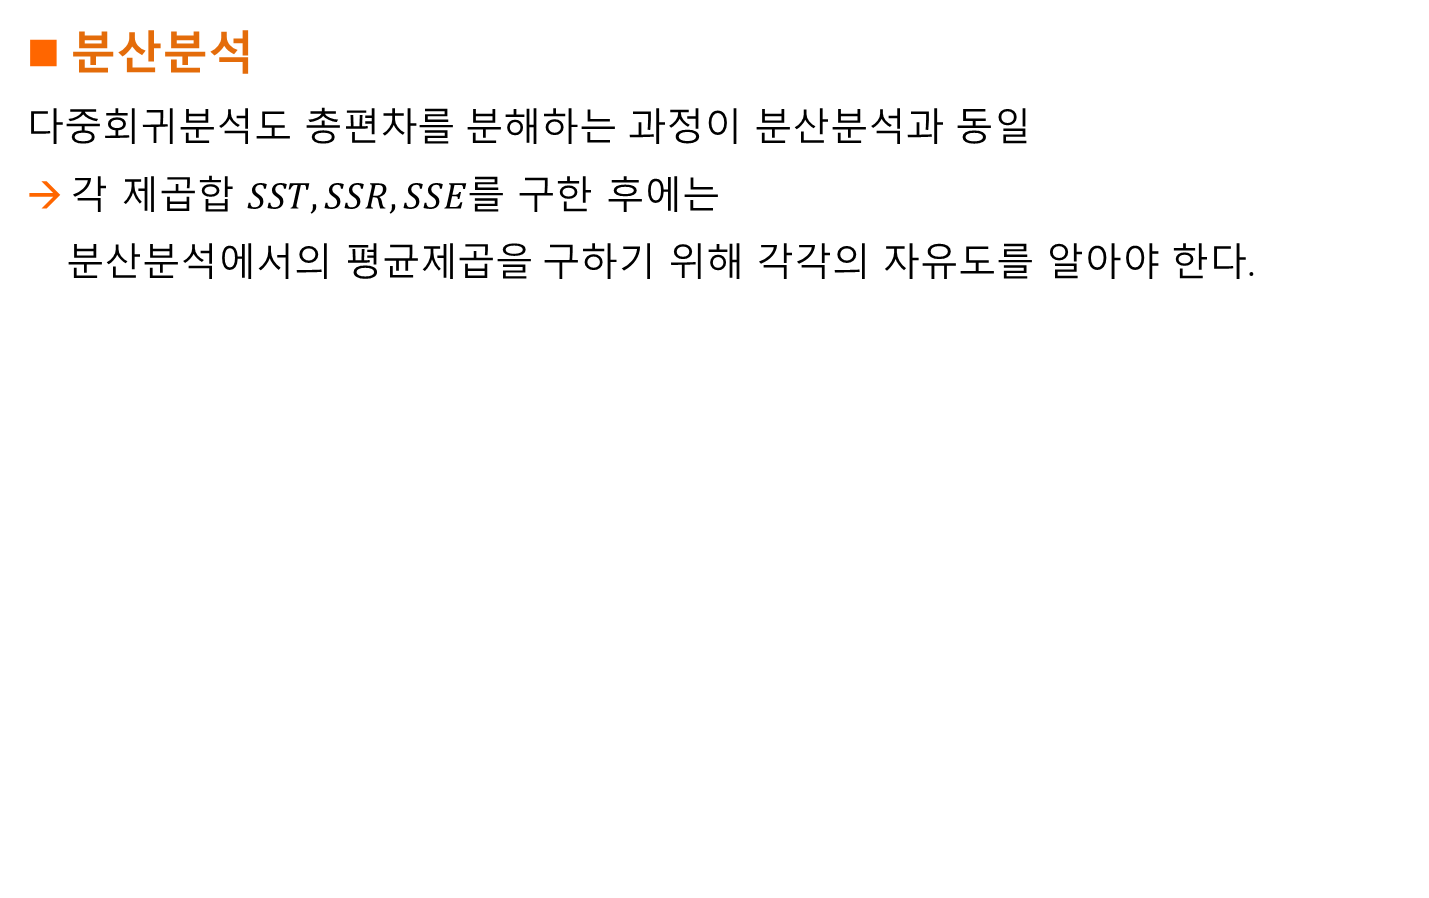 ■ 분산분석
다중회귀분석도 총편차를 분해하는 과정이 분산분석과 동일
→ 각 제곱합 SST, SSR, SSE를 구한 후에는
분산분석에서의 평균제곱을 구하기 위해 각각의 자유도를 알아야 한다.